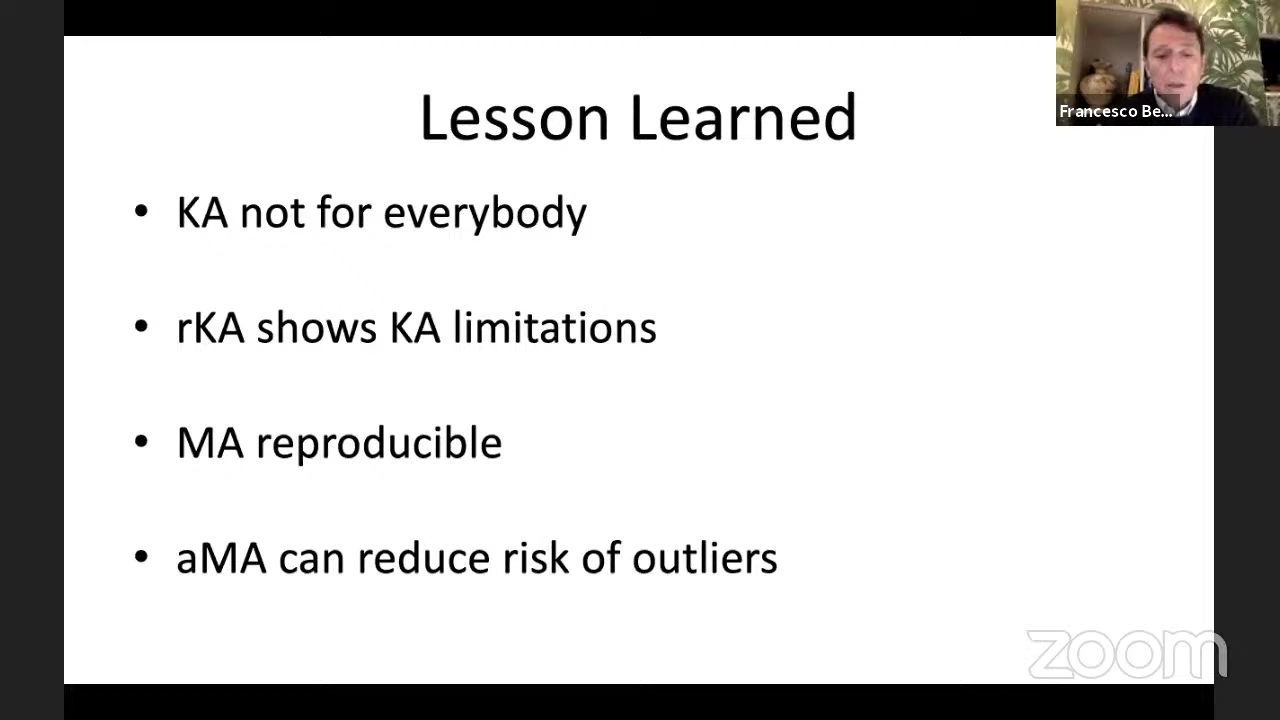 Lesson Learned
Francesco Be...
• KA not for everybody
• rKA shows KA limitations
• MA reproducible
• aMA can reduce risk of outliers
zoom